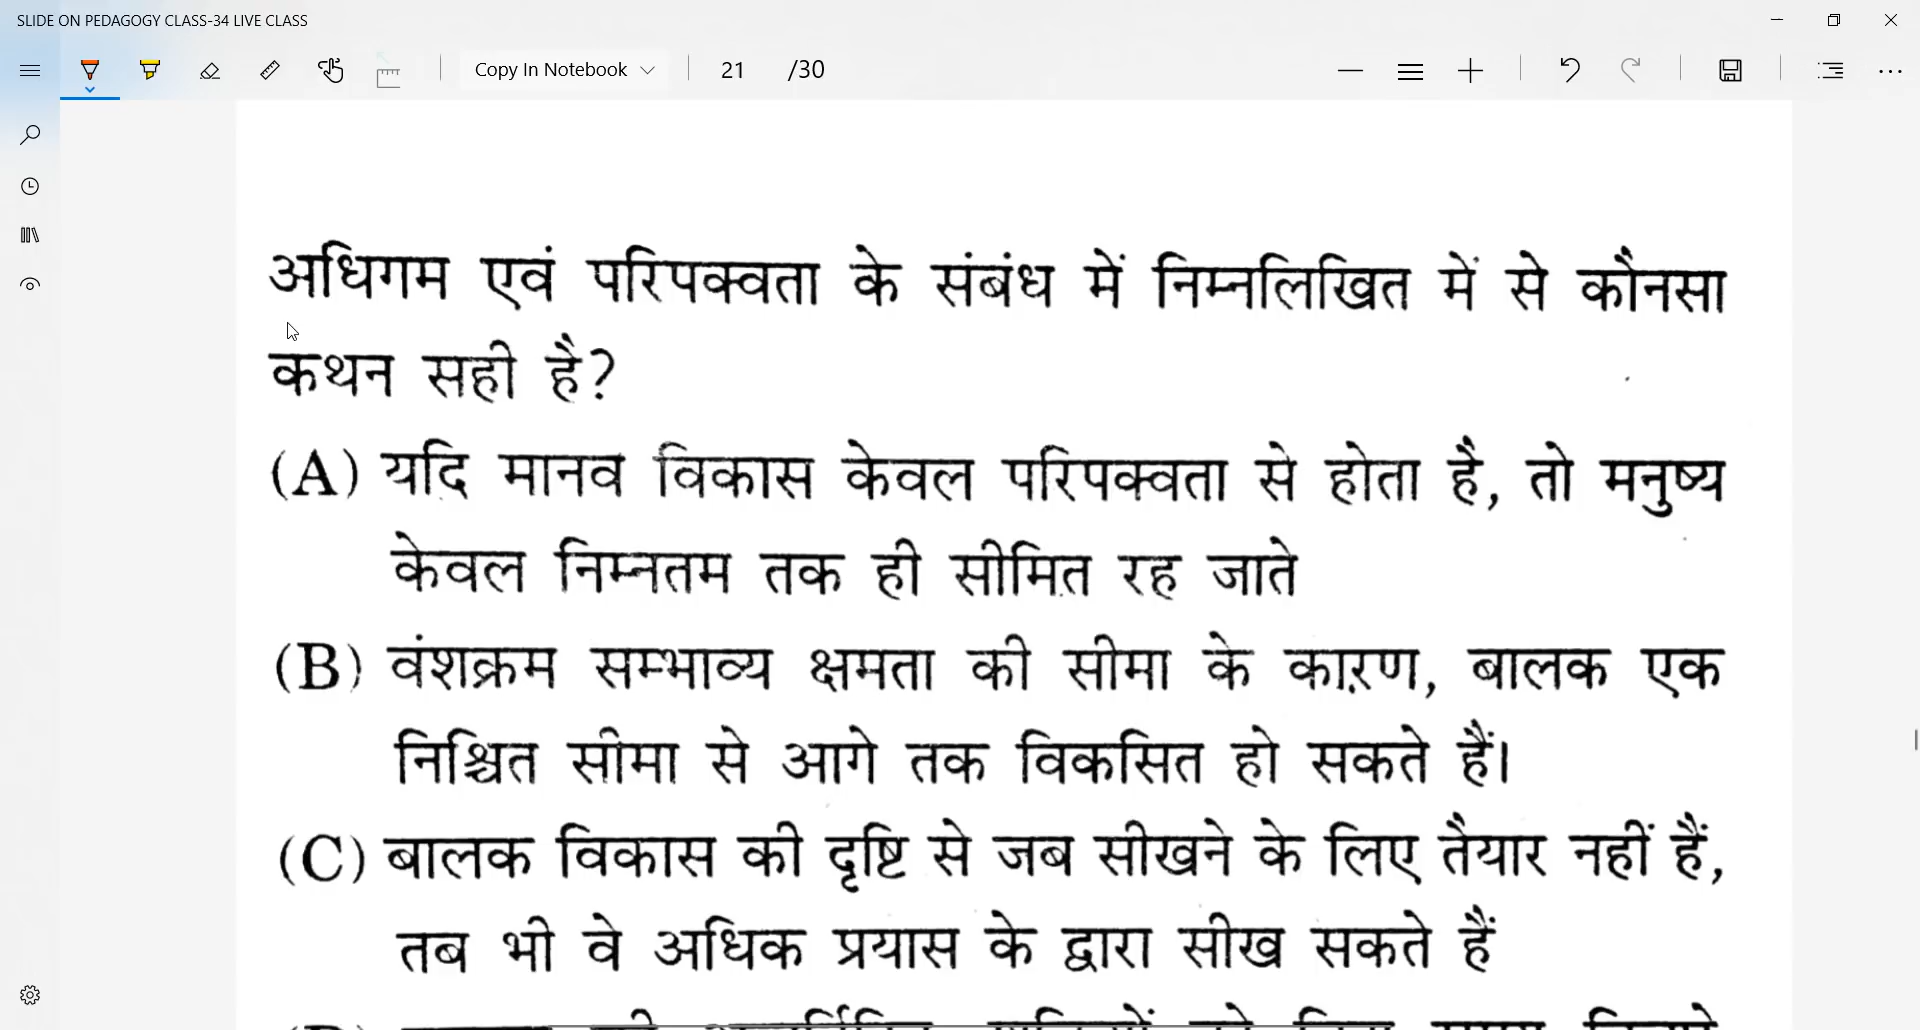 SLIDE ON PEDAGOGY CLASS-34 LIVE CLASS
Copy In Notebook 21 /30
अधिगम एवं परिपक्वता के संबंध में निम्नलिखित में से कौनसा
कथन सही है?
(A) यदि मानव विकास केवल परिपक्वता से होता है, तो मनुष्य
केवल निम्नतम तक ही सीमित रह जाते
(B) वंशक्रम सम्भाव्य क्षमता की सीमा के कारण, बालक एक
निश्चित सीमा से आगे तक विकसित हो सकते हैं।
(C) बालक विकास की दृष्टि से जब सीखने के लिए तैयार नहीं हैं,
तब भी वे अधिक प्रयास के द्वारा सीख सकते हैं